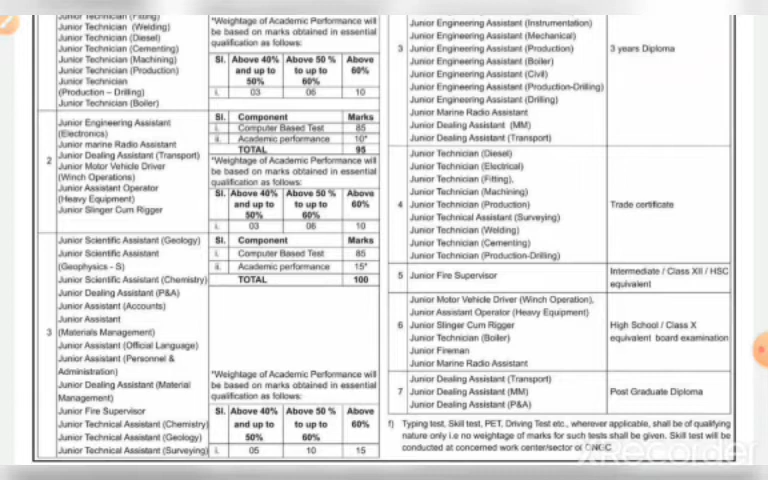 Junior Technician (Fitting)
Junior Technician (Welding)
Junior Technician (Diesel)
Junior Technician (Cementing)
Junior Technician (Machining)
Junior Technician (Production)
Junior Technician
(Production – Drilling)
Junior Technician (Boiler)
*Weightage of Academic Performance will
be based on marks obtained in essential
qualification as follows:
Sl. Above 40% and up to 50% Above 50 % to up to 60% Above 60%
i. 03 06 10
2
Junior Engineering Assistant
(Electronics)
Junior marine Radio Assistant
Junior Dealing Assistant (Transport)
Junior Motor Vehicle Driver
(Winch Operations)
Junior Assistant Operator
(Heavy Equipment)
Junior Slinger Cum Rigger
Sl. Component Marks
i. Computer Based Test 85
ii. Academic performance 10*
TOTAL 95
*Weightage of Academic Performance will
be based on marks obtained in essential
qualification as follows:
Sl. Above 40% and up to 50% Above 50 % to up to 60% Above 60%
i. 03 06 10
3
Junior Scientific Assistant (Geology)
Junior Scientific Assistant
(Geophysics - S)
Junior Scientific Assistant (Chemistry)
Junior Dealing Assistant (P&A)
Junior Assistant (Accounts)
Junior Assistant
(Materials Management)
Junior Assistant (Official Language)
Junior Assistant (Personnel &
Administration)
Junior Dealing Assistant (Material
Management)
Junior Fire Supervisor
Junior Technical Assistant (Chemistry)
Junior Technical Assistant (Geology)
Junior Technical Assistant (Surveying)
Sl. Component Marks
i. Computer Based Test 85
ii. Academic performance 15*
TOTAL 100
*Weightage of Academic Performance will
be based on marks obtained in essential
qualification as follows:
Sl. Above 40% and up to 50% Above 50 % to up to 60% Above 60%
i. 05 10 15
3
Junior Engineering Assistant (Instrumentation)
Junior Engineering Assistant (Mechanical)
Junior Engineering Assistant (Production)
Junior Engineering Assistant (Boiler)
Junior Engineering Assistant (Civil)
Junior Engineering Assistant (Production-Drilling)
Junior Engineering Assistant (Drilling)
Junior Marine Radio Assistant
Junior Dealing Assistant (MM)
Junior Dealing Assistant (Transport)
3 years Diploma
4
Junior Technician (Diesel)
Junior Technician (Electrical)
Junior Technician (Fitting),
Junior Technician (Machining)
Junior Technician (Production)
Junior Technical Assistant (Surveying)
Junior Technician (Welding)
Junior Technician (Cementing)
Junior Technician (Production-Drilling)
Trade certificate
5 Junior Fire Supervisor
Intermediate / Class XII / HSC
equivalent
6
Junior Motor Vehicle Driver (Winch Operation),
Junior Assistant Operator (Heavy Equipment)
Junior Slinger Cum Rigger
Junior Technician (Boiler)
Junior Fireman
Junior Marine Radio Assistant
High School / Class X
equivalent board examination
7
Junior Dealing Assistant (Transport)
Junior Dealing Assistant (MM)
Junior Dealing Assistant (P&A)
Post Graduate Diploma
f) Typing test, Skill test, PET, Driving Test etc., wherever applicable, shall be of qualifying
nature only i.e no weightage of marks for such tests shall be given. Skill test will be
conducted at concerned work center/sector of ONGC
XRecorder